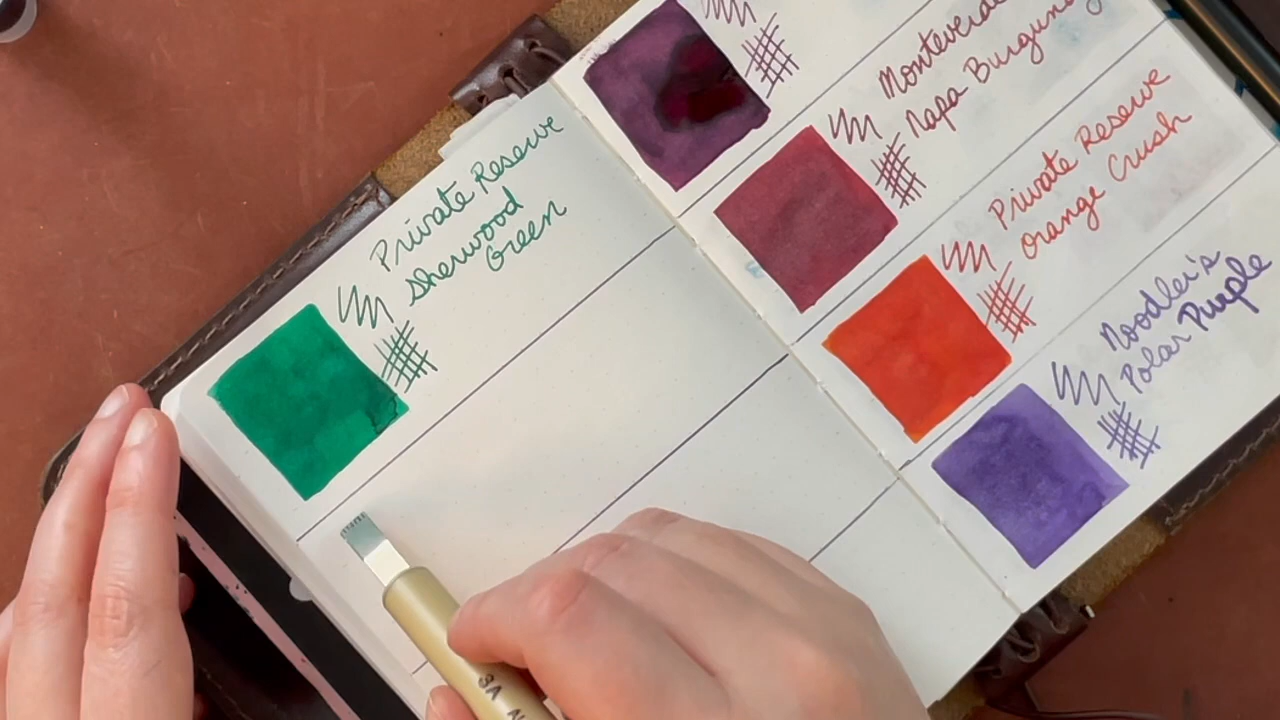 Private Reserve
Sherwood
Green
Monteverde
Napa Burgundy
Private Reserve
Orange Crush
Noodler's
Polar Purple